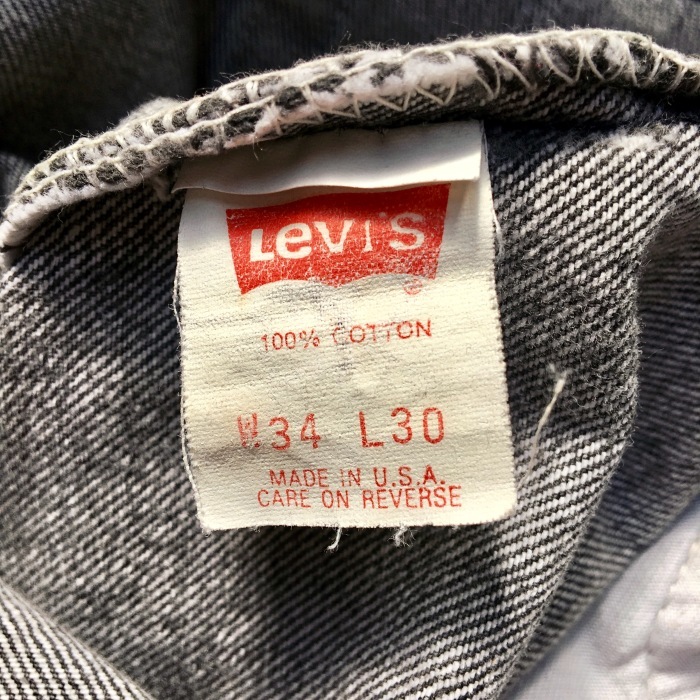 Levi's
®
100% COTTON
W34 L30
MADE IN U.S.A.
CARE ON REVERSE